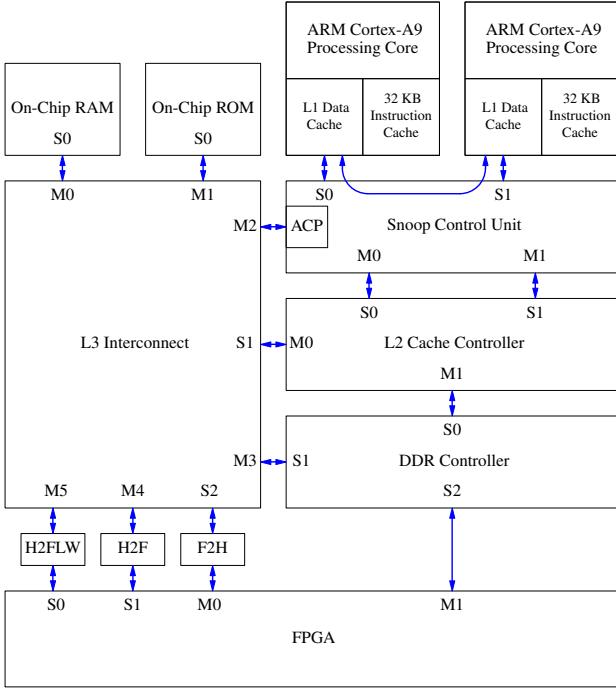 ARM Cortex-A9
Processing Core
ARM Cortex-A9
Processing Core
On-Chip RAM
S0
On-Chip ROM
S0
L1 Data
Cache
32 KB
Instruction
Cache
L1 Data
Cache
32 KB
Instruction
Cache
M0
M1
S0
S1
M2
ACP
Snoop Control Unit
M0
M1
S0
S1
L3 Interconnect
S1
M0
L2 Cache Controller
M1
S0
M3
S1
DDR Controller
S2
M5
M4
S2
H2FLW
H2F
F2H
S0
S1
M0
M1
FPGA